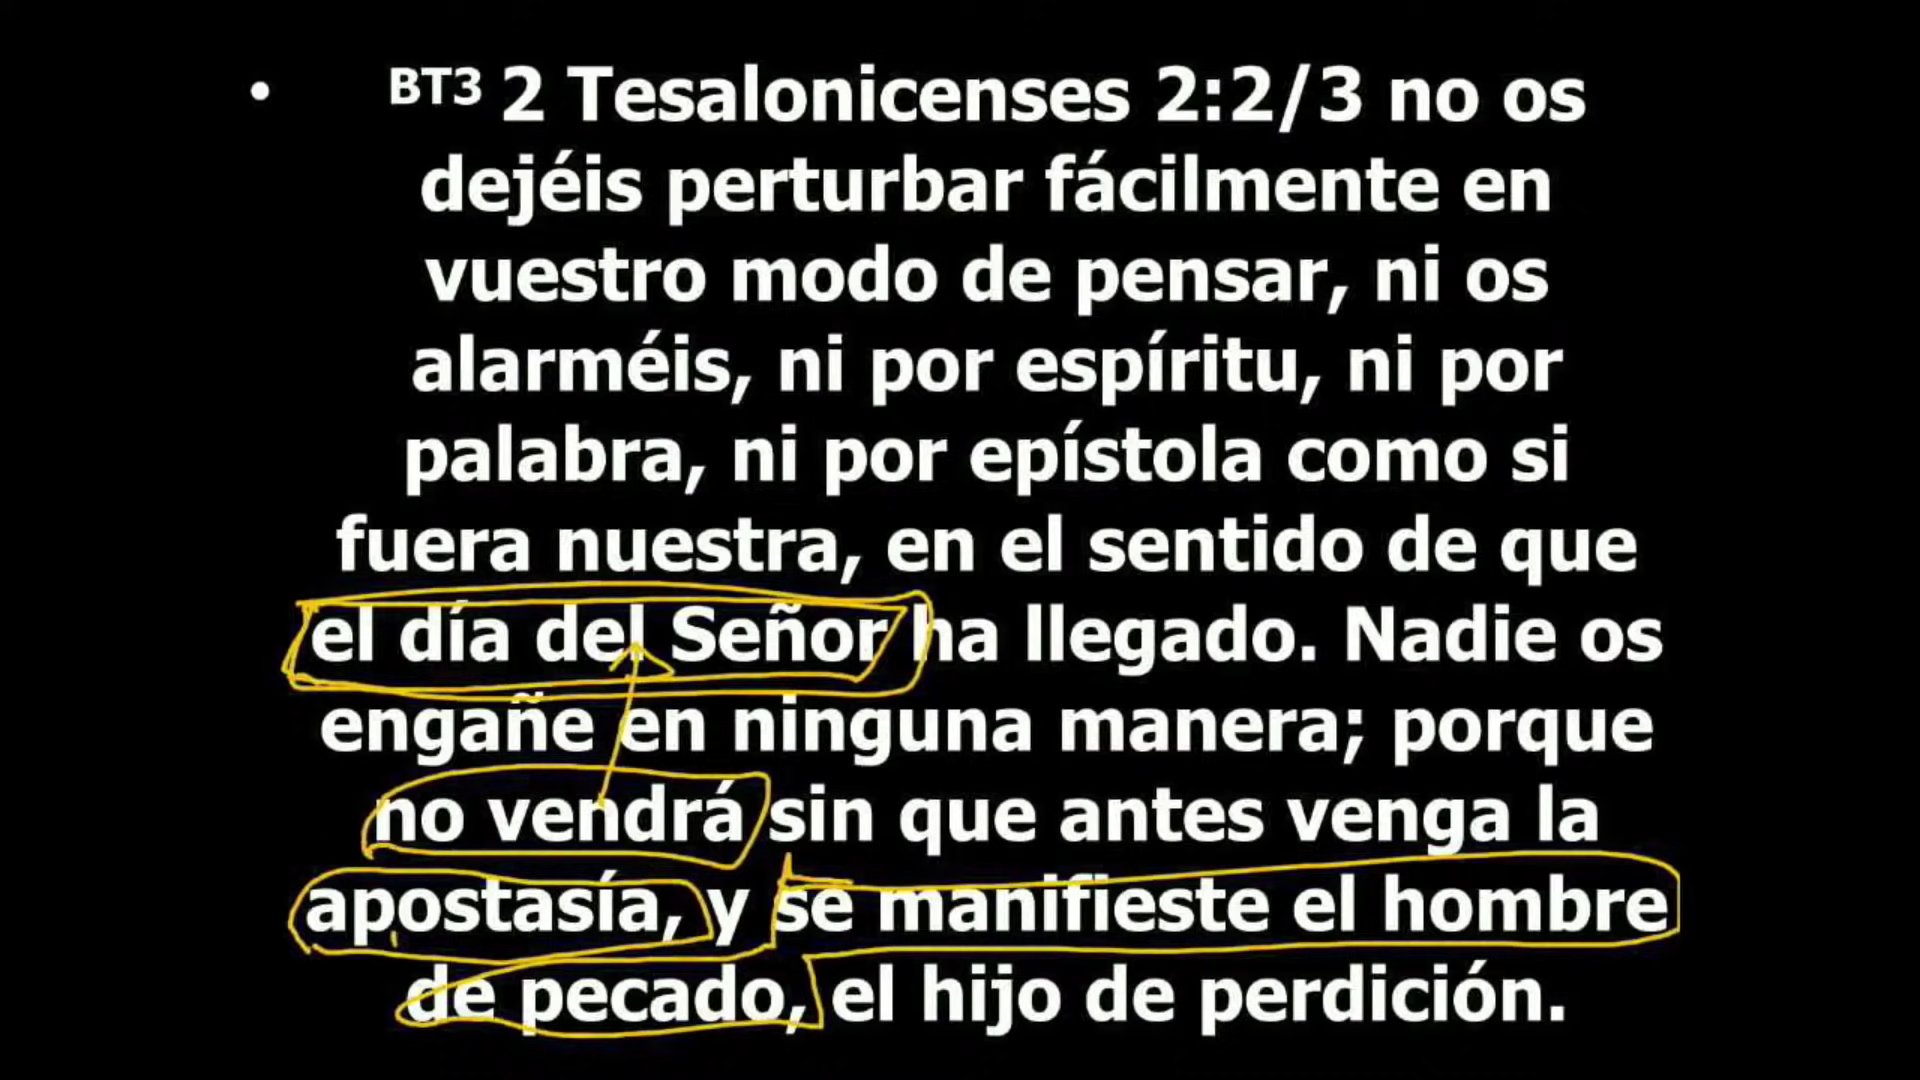 • BT3 2 Tesalonicenses 2:2/3 no os
dejéis perturbar fácilmente en
vuestro modo de pensar, ni os
alarméis, ni por espíritu, ni por
palabra, ni por epístola como si
fuera nuestra, en el sentido de que
el día del Señor ha llegado. Nadie os
engañe en ninguna manera; porque
no vendrá sin que antes venga la
apostasía, y se manifieste el hombre
de pecado, el hijo de perdición.